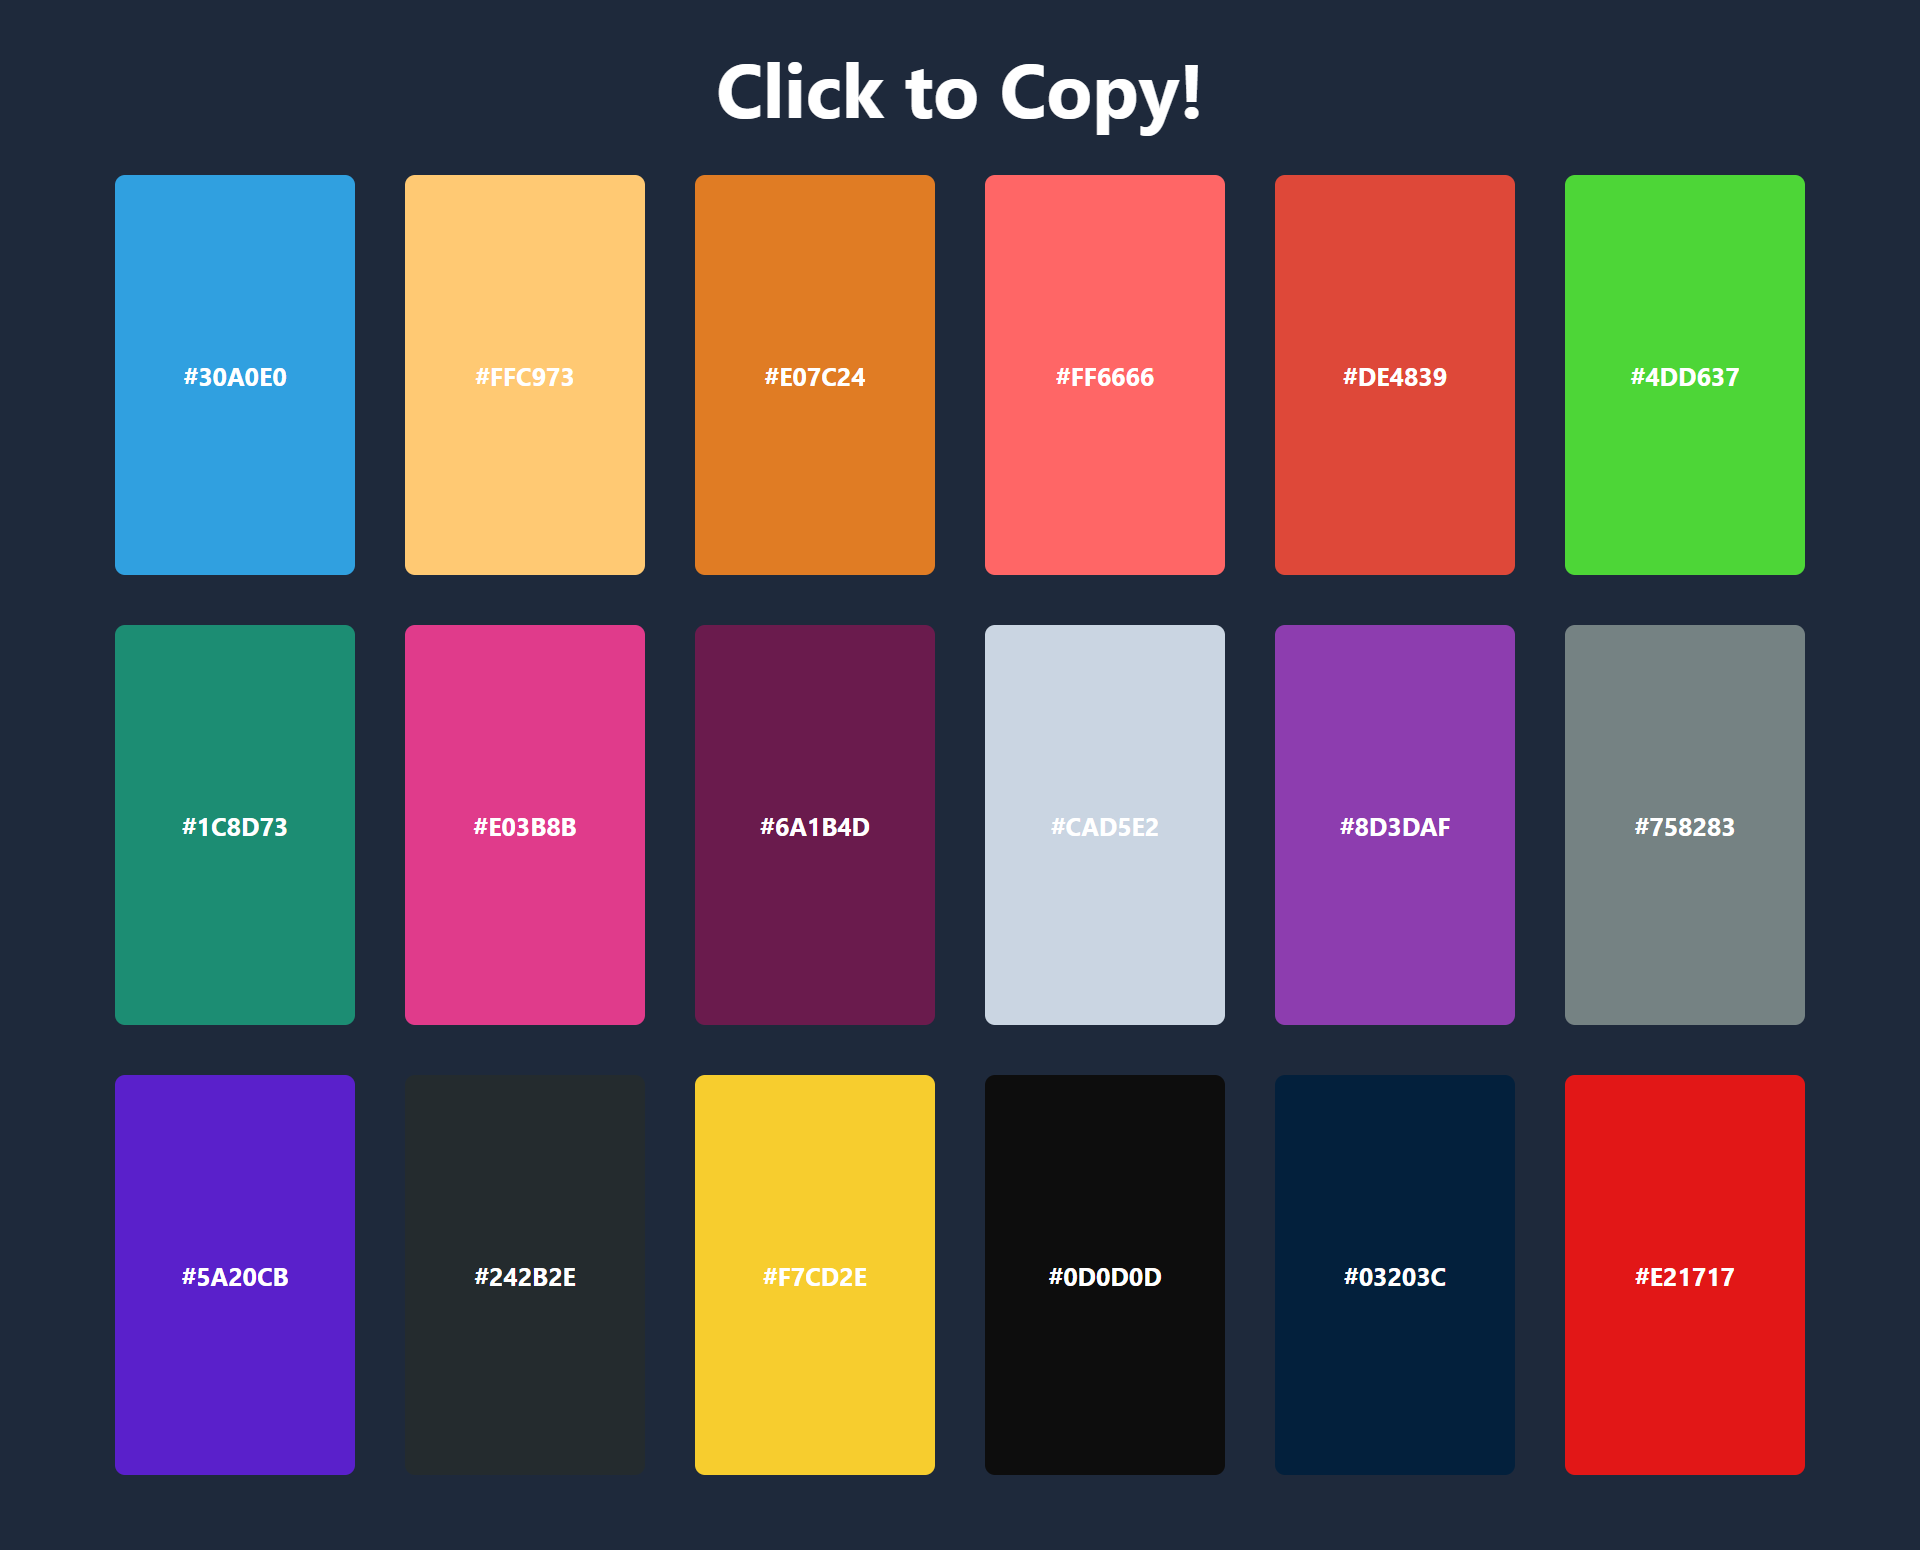 Click to Copy!
#30A0E0
#FFC973
#E07C24
#FF6666
#DE4839
#4DD637
#1C8D73
#E03B8B
#6A1B4D
#CAD5E2
#8D3DAF
#758283
#5A20CB
#242B2E
#F7CD2E
#0D0D0D
#03203C
#E21717